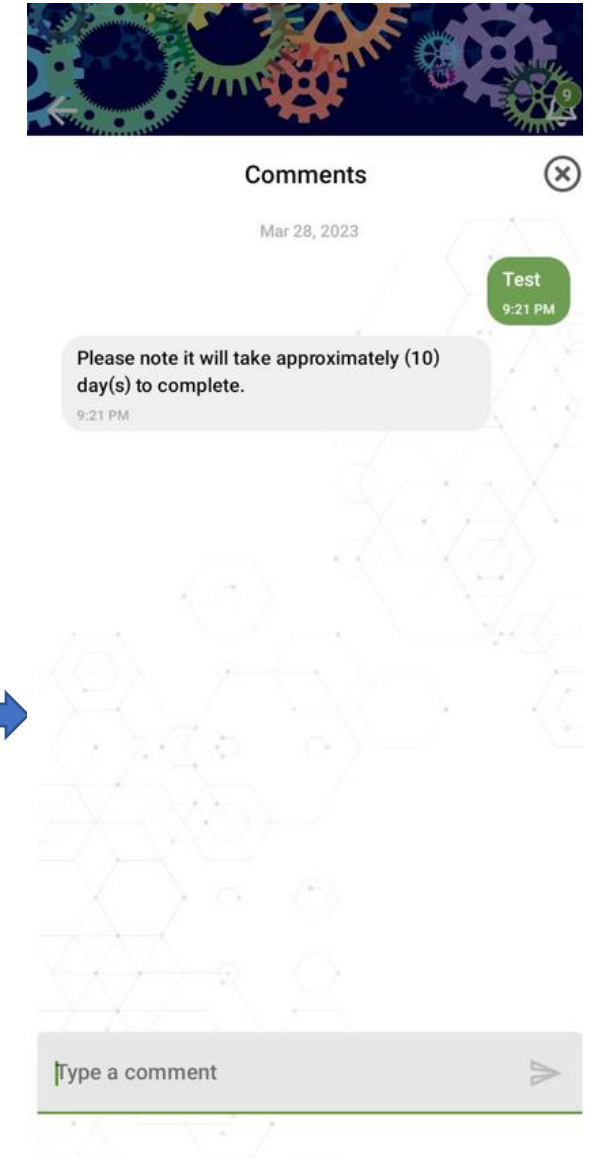 9
Comments
Mar 28, 2023
Test
9:21 PM
Please note it will take approximately (10)
day(s) to complete.
9:21 PM
Type a comment